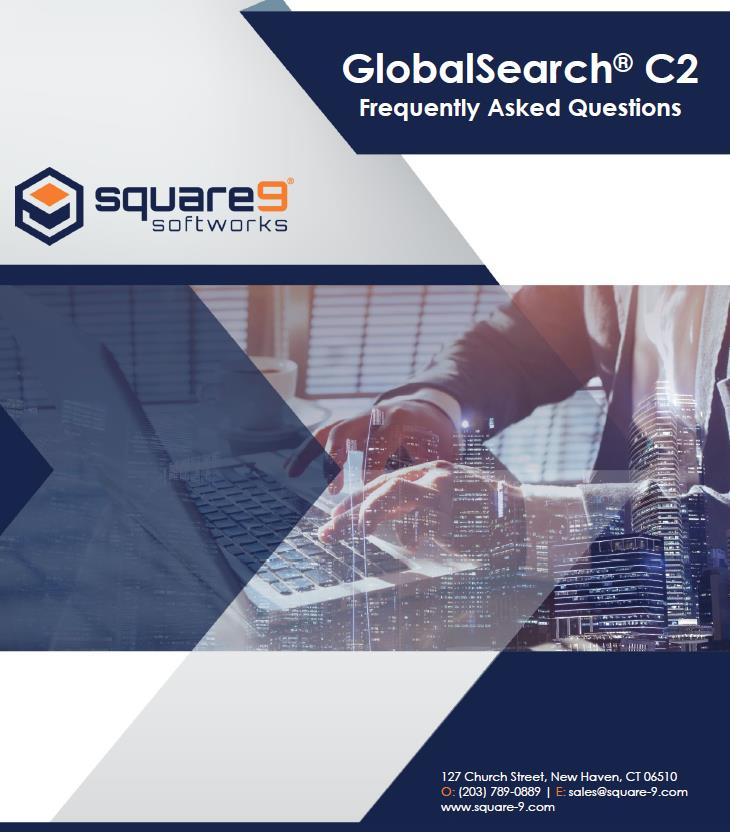 GlobalSearch® C2
Frequently Asked Questions
square9®
softworks
127 Church Street, New Haven, CT 06510
O: (203) 789-0889 | E: sales@square-9.com
www.square-9.com